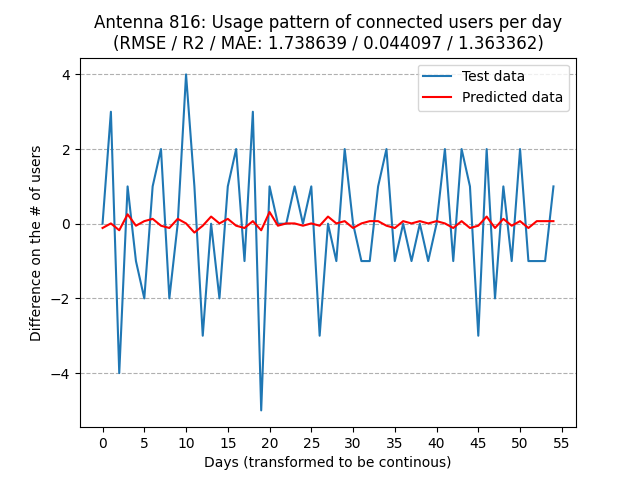 Antenna 816: Usage pattern of connected users per day
(RMSE / R2 / MAE: 1.738639 / 0.044097 / 1.363362)
Test data
Predicted data
Difference on the # of users
4
2
0
−2
−4
0 5 10 15 20 25 30 35 40 45 50 55
Days (transformed to be continous)